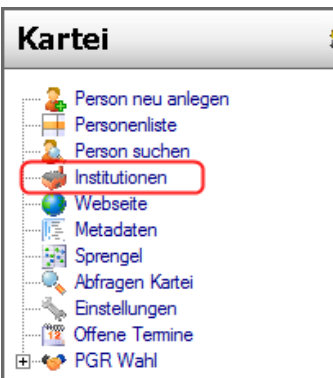 Kartei
Person neu anlegen
Personenliste
Person suchen
Institutionen
Webseite
Metadaten
Sprengel
Abfragen Kartei
Einstellungen
Offene Termine
PGR Wahl